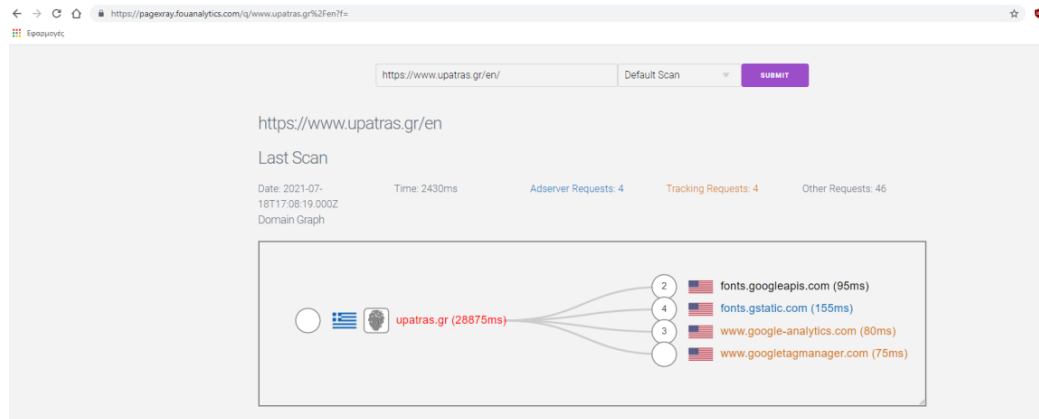 https://pagexray.fouanalytics.com/q/www.upatras.gr%2Fen?f=
Εφαρμογές
https://www.upatras.gr/en/
Default Scan
SUBMIT
https://www.upatras.gr/en
Last Scan
Date: 2021-07-
18T17:08:19.000Z
Time: 2430ms
Adserver Requests: 4
Tracking Requests: 4
Other Requests: 46
Domain Graph
upatras.gr (28875ms)
2 fonts.googleapis.com (95ms)
4 fonts.gstatic.com (155ms)
3 www.google-analytics.com (80ms)
www.googletagmanager.com (75ms)